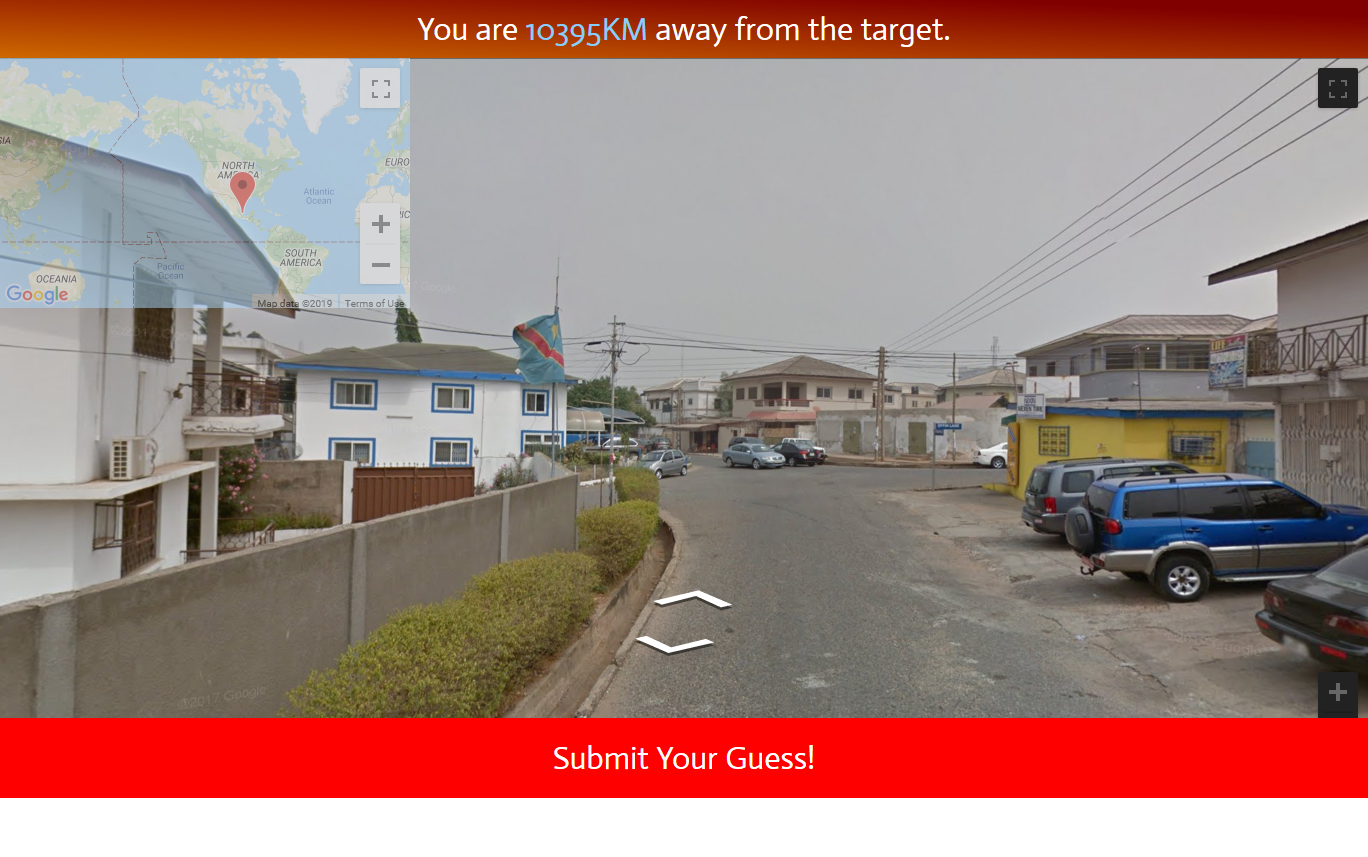 You are 10395KM away from the target.
NORTH
AMERICA
EURO
Atlantic
Ocean
SOUTH
AMERICA
Pacific
Ocean
OCEANIA
Google
Map data ©2019
Terms of Use
©2017 Google
Submit Your Guess!